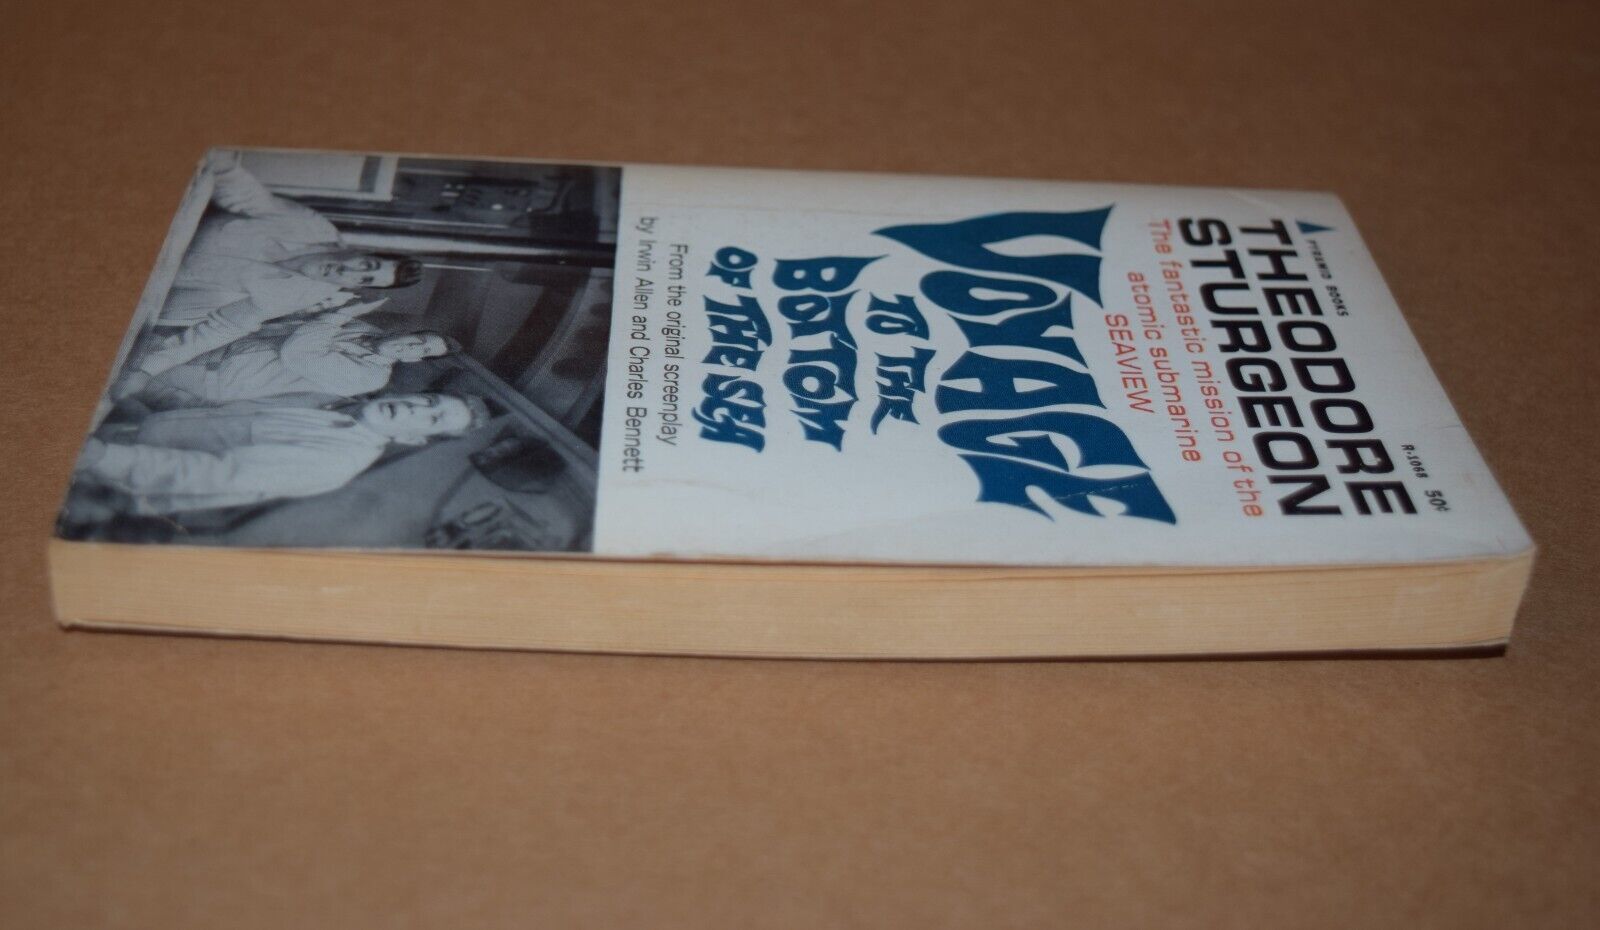 PYRAMID BOOKS
R-1068 50¢
THEODORE
STURGEON
The fantastic mission of the
atomic submarine
SEAVIEW
VOYAGE
TO THE
BOTTOM
OF THE SEA
From the original screenplay
by Irwin Allen and Charles Bennett